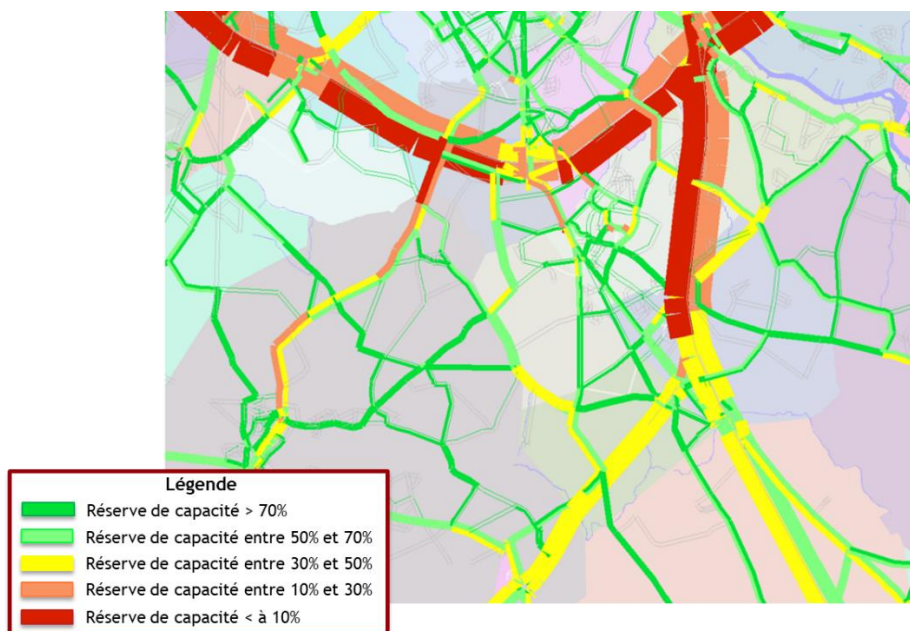 Légende
Réserve de capacité > 70%
Réserve de capacité entre 50% et 70%
Réserve de capacité entre 30% et 50%
Réserve de capacité entre 10% et 30%
Réserve de capacité < à 10%